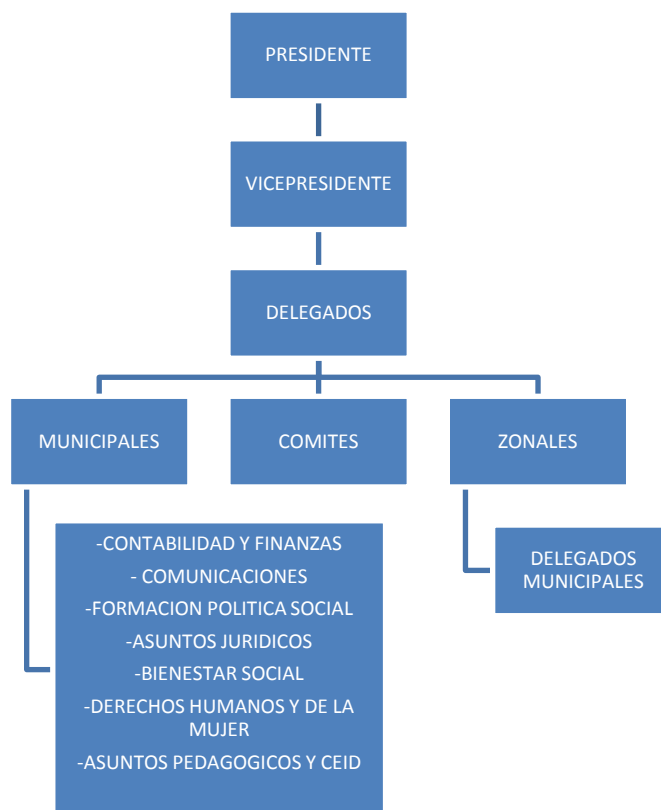 PRESIDENTE
VICEPRESIDENTE
DELEGADOS
MUNICIPALES
COMITES
ZONALES
-CONTABILIDAD Y FINANZAS
- COMUNICACIONES
-FORMACION POLITICA SOCIAL
-ASUNTOS JURIDICOS
-BIENESTAR SOCIAL
-DERECHOS HUMANOS Y DE LA
MUJER
-ASUNTOS PEDAGOGICOS Y CEID
DELEGADOS
MUNICIPALES